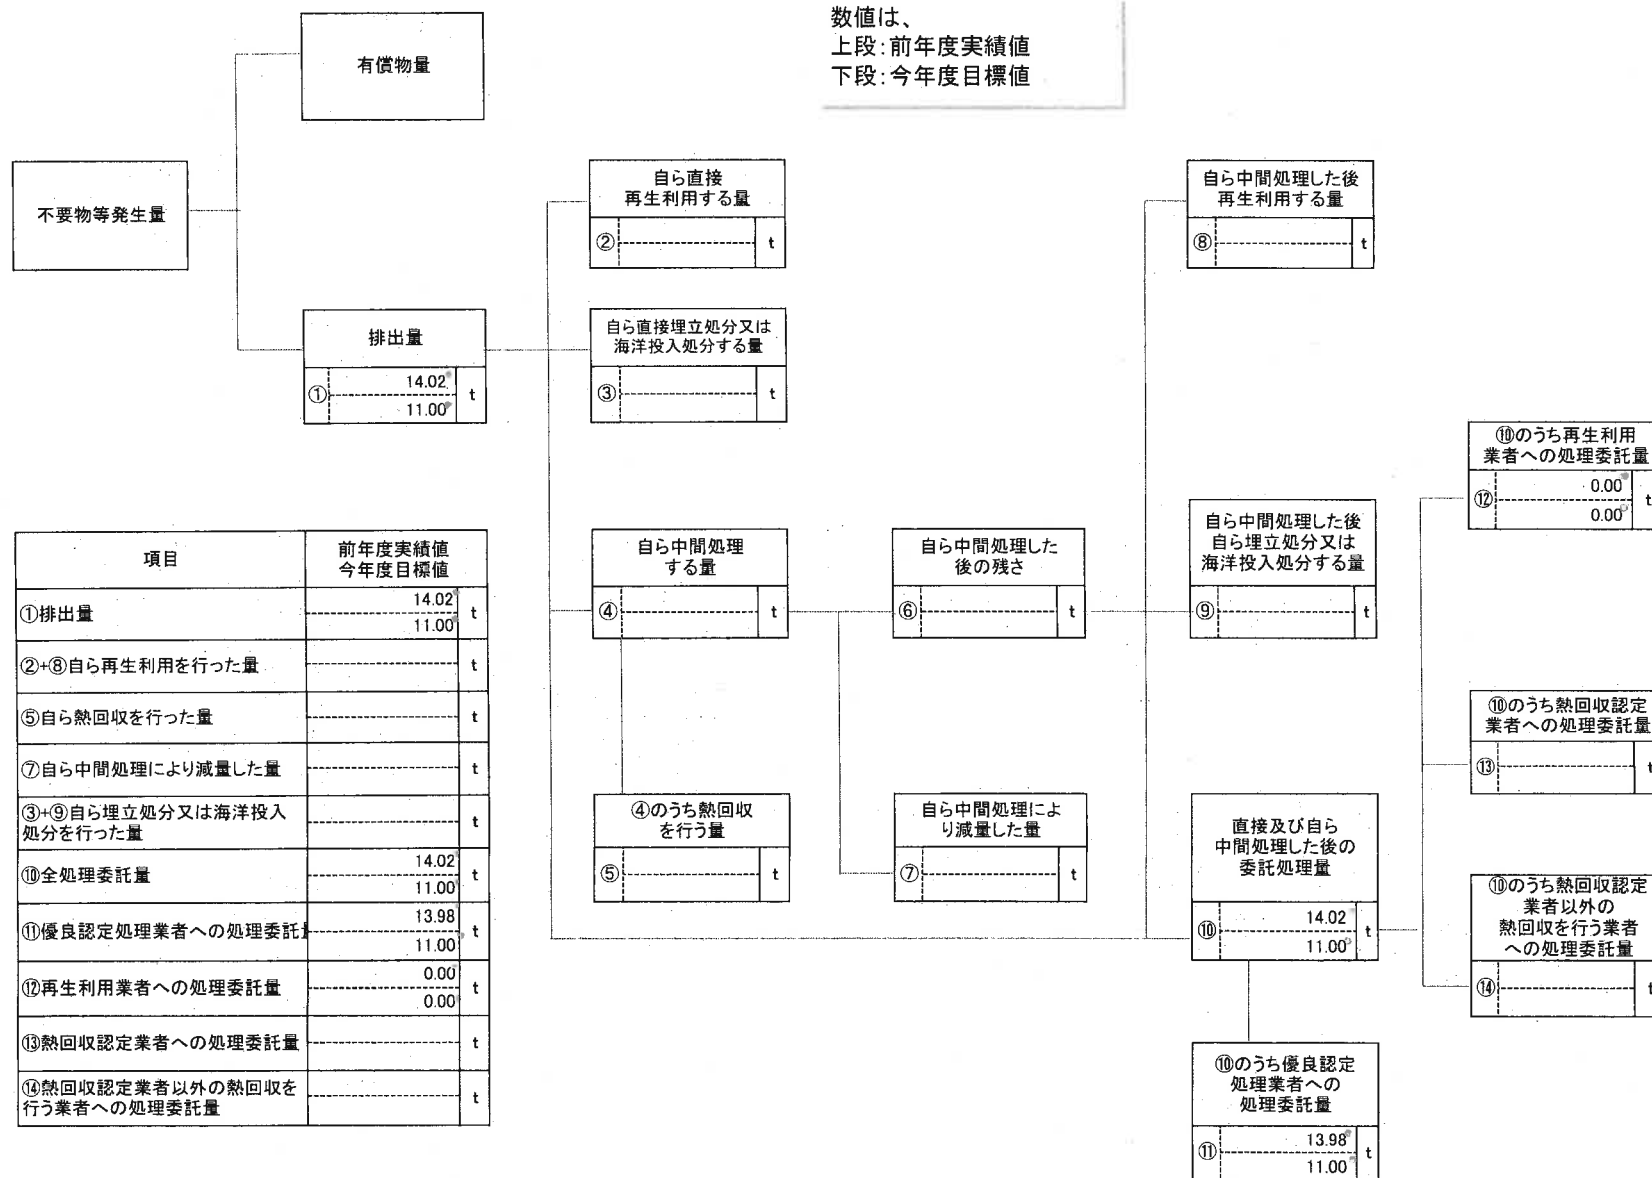 数値は、
上段:前年度実績値
下段:今年度目標値
有償物量
不要物等発生量
排出量
① 14.02 t
11.00
自ら直接
再生利用する量
② t
自ら直接埋立処分又は
海洋投入処分する量
③ t
自ら中間処理
する量
④ t
④のうち熱回収
を行う量
⑤ t
自ら中間処理した
後の残さ
⑥ t
自ら中間処理によ
り減量した量
⑦ t
自ら中間処理した後
再生利用する量
⑧ t
自ら中間処理した後
自ら埋立処分又は
海洋投入処分する量
⑨ t
直接及び自ら
中間処理した後の
委託処理量
⑩ 14.02 t
11.00
⑩のうち優良認定
処理業者への
処理委託量
⑪ 13.98 t
11.00
⑩のうち再生利用
業者への処理委託量
⑫ 0.00 t
0.00
⑩のうち熱回収認定
業者への処理委託量
⑬ t
⑩のうち熱回収認定
業者以外の
熱回収を行う業者
への処理委託量
⑭ t
項目 前年度実績値
今年度目標値
①排出量 14.02 t
11.00
②+⑧自ら再生利用を行った量 t
⑤自ら熱回収を行った量 t
⑦自ら中間処理により減量した量 t
③+⑨自ら埋立処分又は海洋投入
処分を行った量 t
⑩全処理委託量 14.02 t
11.00
⑪優良認定処理業者への処理委託 13.98 t
11.00
⑫再生利用業者への処理委託量 0.00 t
0.00
⑬熱回収認定業者への処理委託量 t
⑭熱回収認定業者以外の熱回収を
行う業者への処理委託量 t